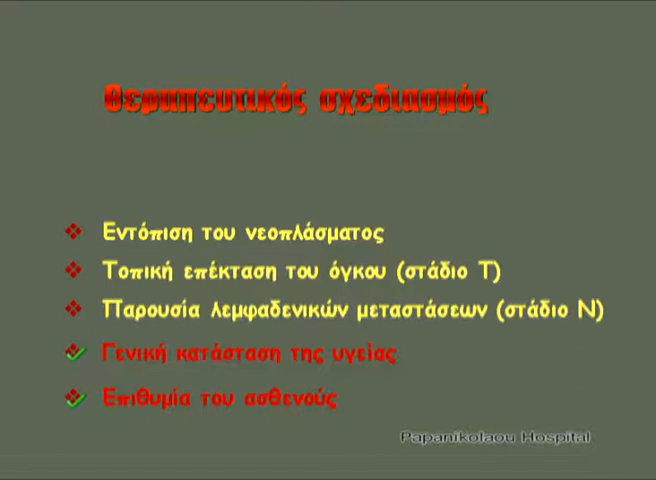 Θεραπευτικός σχεδιασμός
Εντόπιση του νεοπλάσματος
Τοπική επέκταση του όγκου (στάδιο Τ)
Παρουσία λεμφαδενικών μεταστάσεων (στάδιο Ν)
Γενική κατάσταση της υγείας
Επιθυμία του ασθενούς
Papanikolaou Hospital